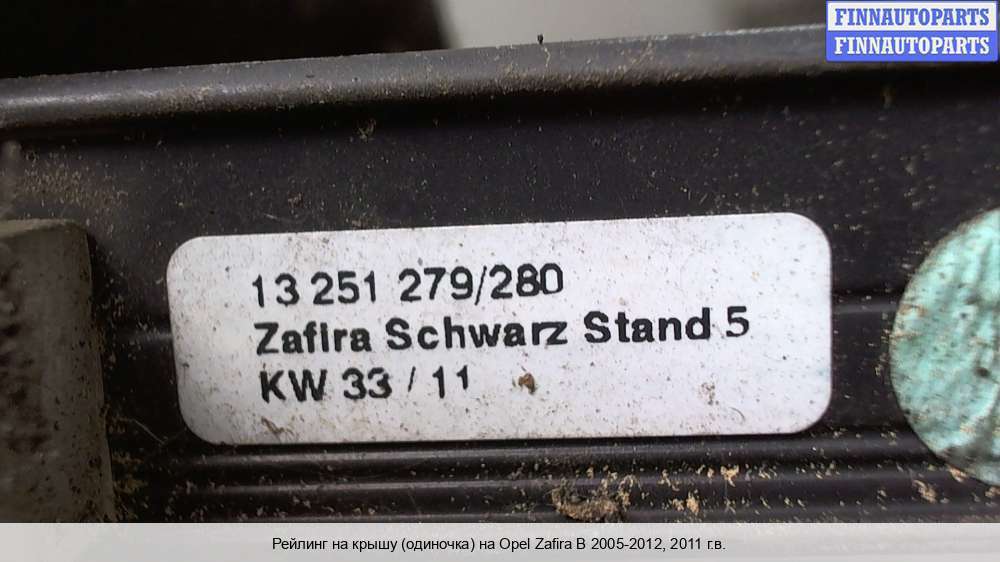 FINNAUTOPARTS
FINNAUTOPARTS
13 251 279/280
Zafira Schwarz Stand 5
KW 33 / 11
Рейлинг на крышу (одиночка) на Opel Zafira B 2005-2012, 2011 г.в.